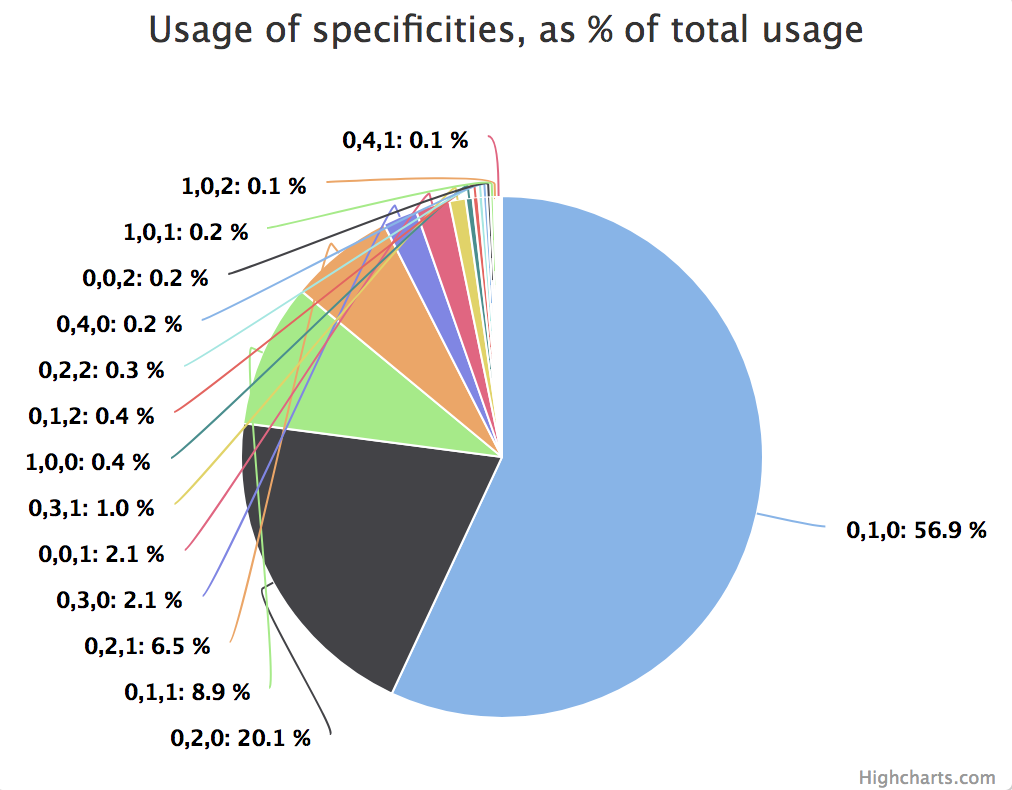 Usage of specificities, as % of total usage
0,4,1: 0.1 %
1,0,2: 0.1 %
1,0,1: 0.2 %
0,0,2: 0.2 %
0,4,0: 0.2 %
0,2,2: 0.3 %
0,1,2: 0.4 %
1,0,0: 0.4 %
0,3,1: 1.0 %
0,1,0: 56.9 %
0,0,1: 2.1 %
0,3,0: 2.1 %
0,2,1: 6.5 %
0,1,1: 8.9 %
0,2,0: 20.1 %
Highcharts.com